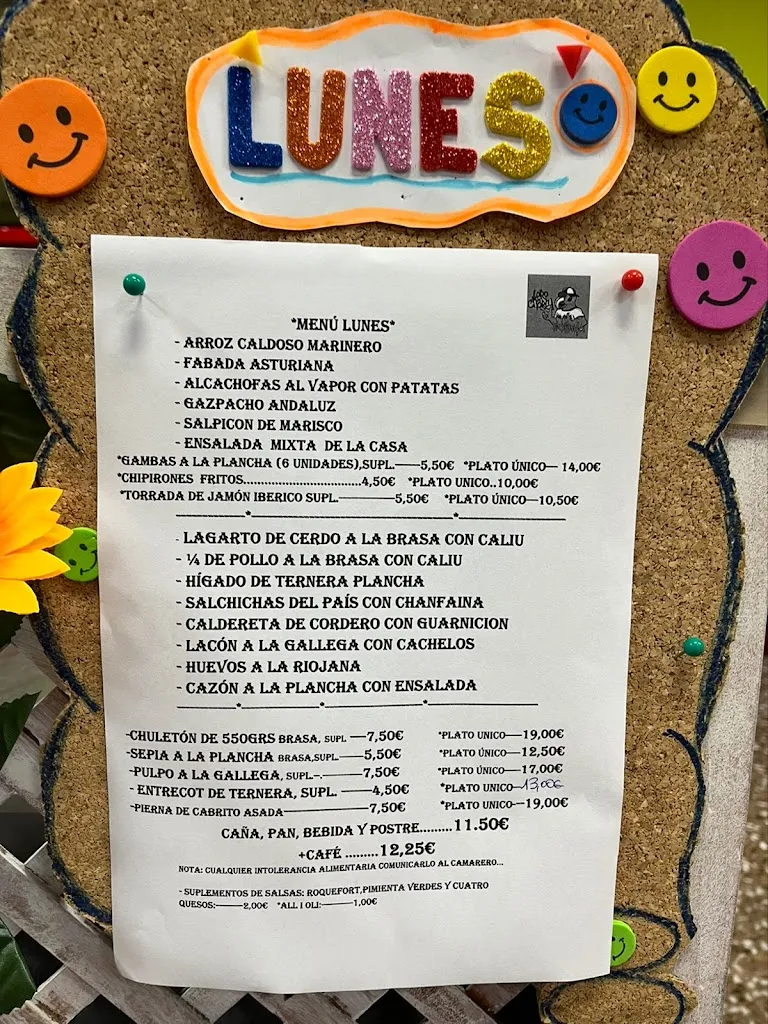 LUNES
*MENÚ LUNES*
- ARROZ CALDOSO MARINERO
- FABADA ASTURIANA
- ALCACHOFAS AL VAPOR CON PATATAS
- GAZPACHO ANDALUZ
- SALPICON DE MARISCO
- ENSALADA MIXTA DE LA CASA
*GAMBAS A LA PLANCHA (6 UNIDADES),SUPL.——5,50€ *PLATO ÚNICO— 14,00€
*CHIPIRONES FRITOS................................4,50€ *PLATO UNICO..10,00€
*TORRADA DE JAMÓN IBERICO SUPL.————5,50€ *PLATO ÚNICO—10,50€
- LAGARTO DE CERDO A LA BRASA CON CALIU
- ¼ DE POLLO A LA BRASA CON CALIU
- HÍGADO DE TERNERA PLANCHA
- SALCHICHAS DEL PAÍS CON CHANFAINA
- CALDERETA DE CORDERO CON GUARNICION
- LACÓN A LA GALLEGA CON CACHELOS
- HUEVOS A LA RIOJANA
- CAZÓN A LA PLANCHA CON ENSALADA
-CHULETÓN DE 550GRS BRASA, SUPL —7,50€ *PLATO UNICO—19,00€
-SEPIA A LA PLANCHA BRASA,SUPL.——5,50€ *PLATO ÚNICO—12,50€
-PULPO A LA GALLEGA, SUPL.-.———7,50€ *PLATO ÚNICO—17,00€
- ENTRECOT DE TERNERA, SUPL. ——4,50€ *PLATO UNICO—13,00€
-PIERNA DE CABRITO ASADA————7,50€ *PLATO UNICO--—19,00€
CAÑA, PAN, BEBIDA Y POSTRE.........11.50€
+CAFÉ .........12,25€
NOTA: CUALQUIER INTOLERANCIA ALIMENTARIA COMUNICARLO AL CAMARERO...
- SUPLEMENTOS DE SALSAS: ROQUEFORT,PIMIENTA VERDES Y CUATRO
QUESOS:———2,00€ *ALL I OLI:———1,00€